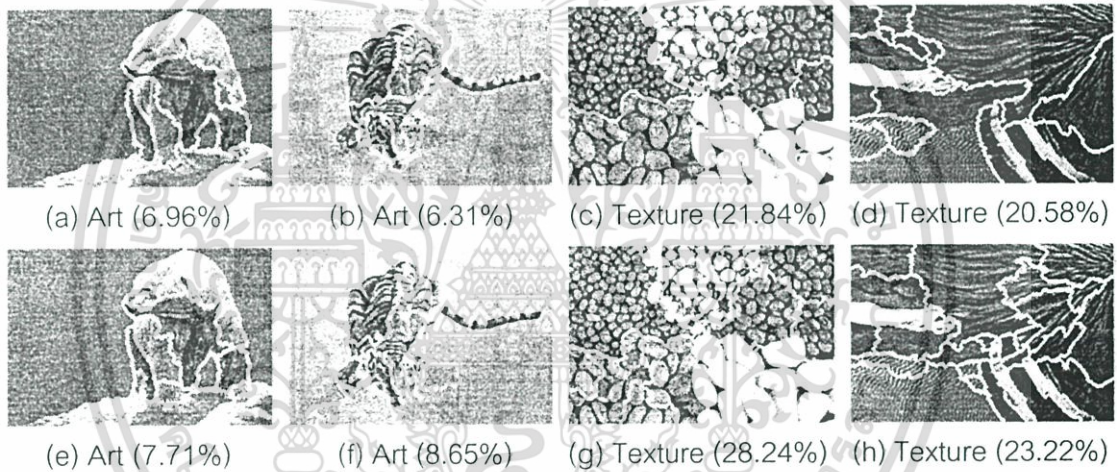 (a) Art (6.96%) (b) Art (6.31%) (c) Texture (21.84%) (d) Texture (20.58%)
(e) Art (7.71%) (f) Art (8.65%) (g) Texture (28.24%) (h) Texture (23.22%)